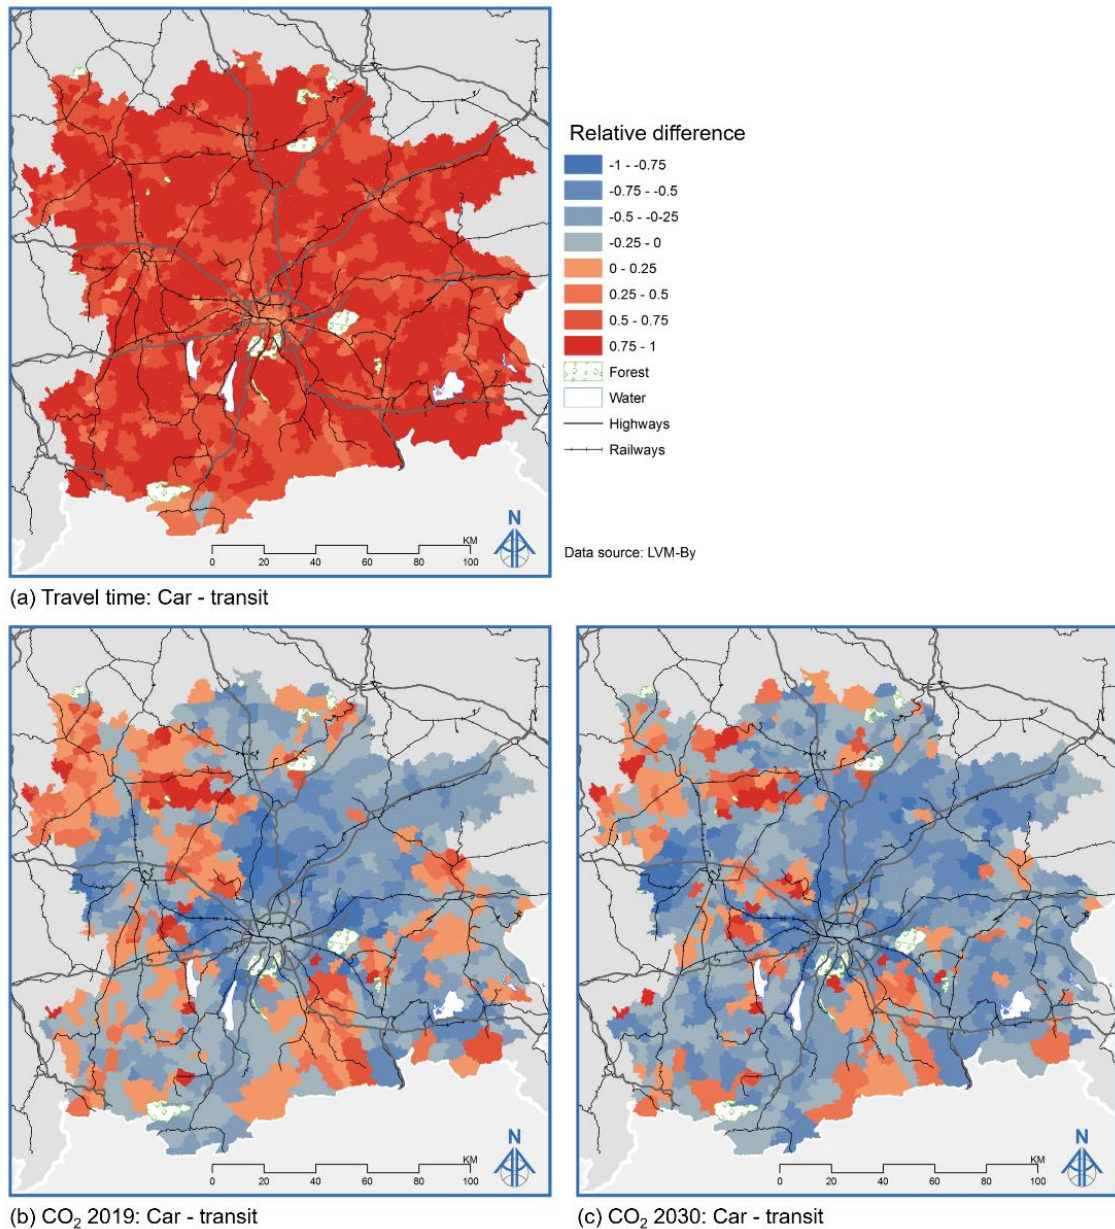 Relative difference
-1 - -0.75
-0.75 - -0.5
-0.5 - -0-25
-0.25 - 0
0 - 0.25
0.25 - 0.5
0.5 - 0.75
0.75 - 1
Forest
Water
Highways
Railways
N
KM
0 20 40 60 80 100
Data source: LVM-By
(a) Travel time: Car - transit
N
KM
0 20 40 60 80 100
N
KM
0 20 40 60 80 100
(b) CO₂ 2019: Car - transit
(c) CO₂ 2030: Car - transit